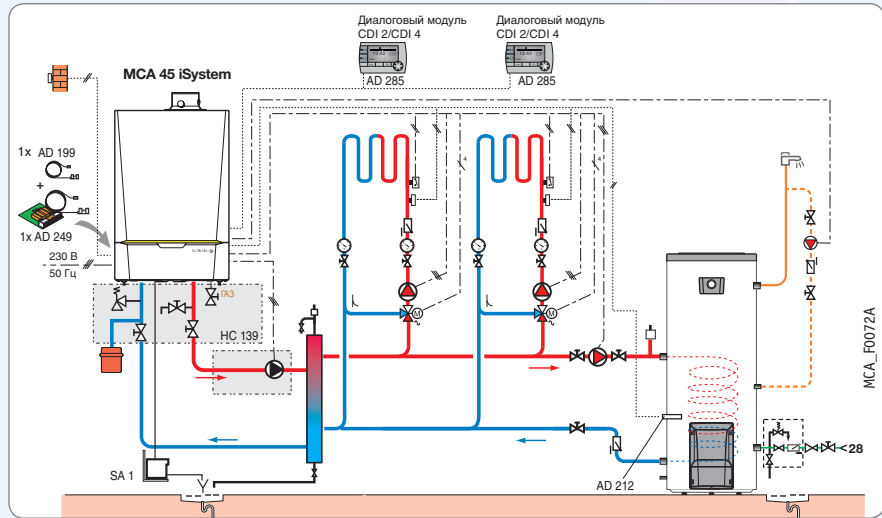 Диалоговый модуль
CDI 2/CDI 4
Диалоговый модуль
CDI 2/CDI 4
AD 285
AD 285
MCA 45 iSystem
1x AD 199
+
1x AD 249
230 В
50 Гц
ГАЗ
HC 139
4
4
M
M
SA 1
AD 212
28
MCA_F0072A